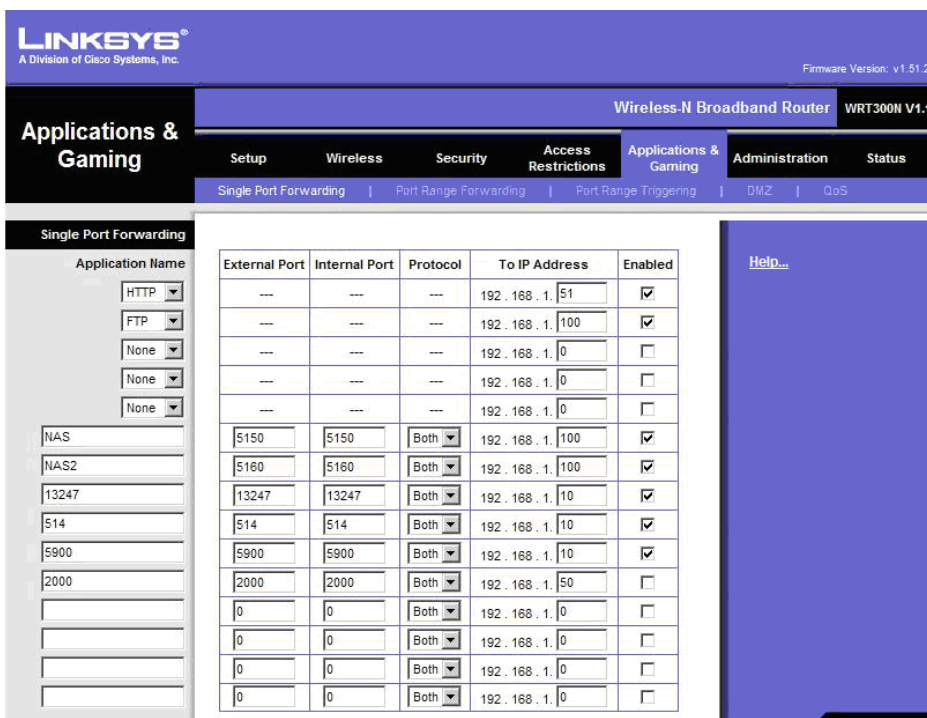 LINKSYS®
A Division of Cisco Systems, Inc.
Firmware Version: v1.51.2
Wireless-N Broadband Router WRT300N V1.1
Applications & Gaming
Setup Wireless Security Access Restrictions Applications & Gaming Administration Status
Single Port Forwarding | Port Range Forwarding | Port Range Triggering | DMZ | QoS
Single Port Forwarding
Help...
Application Name External Port Internal Port Protocol To IP Address Enabled
HTTP --- --- --- 192 . 168 . 1. 51
FTP --- --- --- 192 . 168 . 1. 100
None --- --- --- 192 . 168 . 1. 0
None --- --- --- 192 . 168 . 1. 0
None --- --- --- 192 . 168 . 1. 0
NAS 5150 5150 Both 192 . 168 . 1. 100
NAS2 5160 5160 Both 192 . 168 . 1. 100
13247 13247 13247 Both 192 . 168 . 1. 10
514 514 514 Both 192 . 168 . 1. 10
5900 5900 5900 Both 192 . 168 . 1. 10
2000 2000 2000 Both 192 . 168 . 1. 50
0 0 Both 192 . 168 . 1. 0
0 0 Both 192 . 168 . 1. 0
0 0 Both 192 . 168 . 1. 0
0 0 Both 192 . 168 . 1. 0